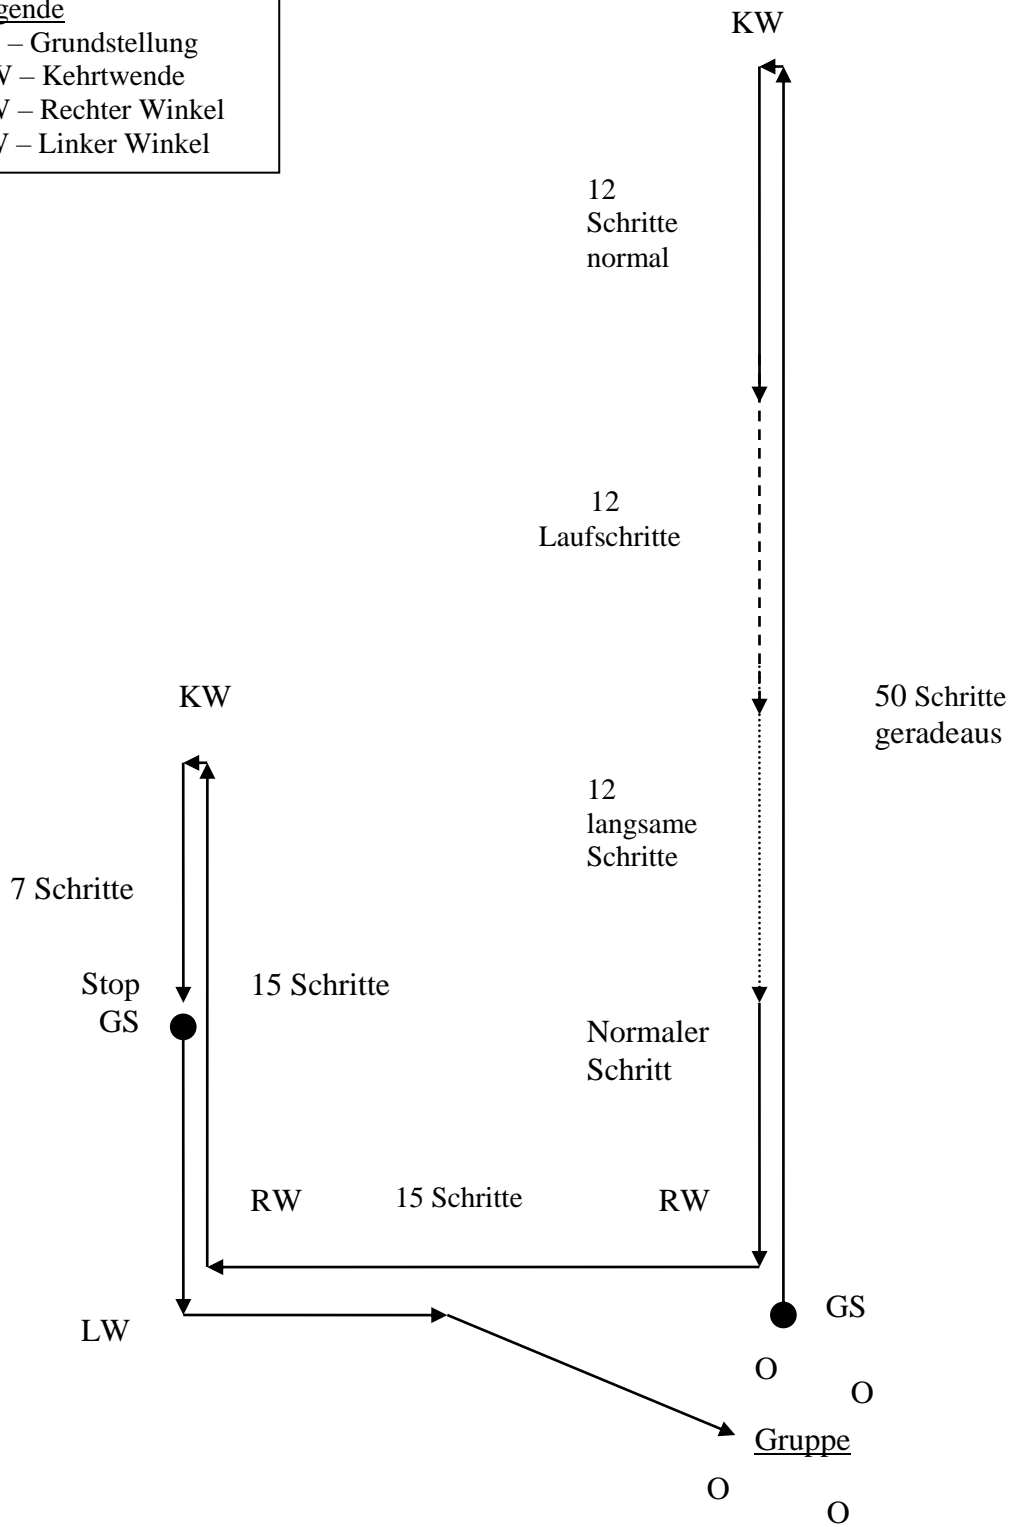 gende
– Grundstellung
– Kehrtwende
– Rechter Winkel
– Linker Winkel
KW
12
Schritte
normal
12
Laufschritte
KW
50 Schritte
geradeaus
12
langsame
Schritte
7 Schritte
Stop
GS
15 Schritte
Normaler
Schritt
RW
15 Schritte
RW
GS
LW
O
O
Gruppe
O
O